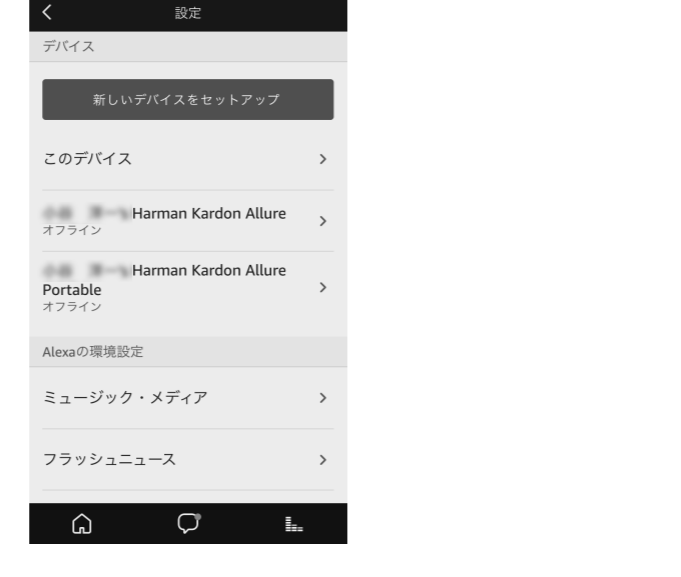 設定
デバイス
新しいデバイスをセットアップ
このデバイス
Harman Kardon Allure
オフライン
Harman Kardon Allure
Portable
オフライン
Alexaの環境設定
ミュージック・メディア
フラッシュニュース